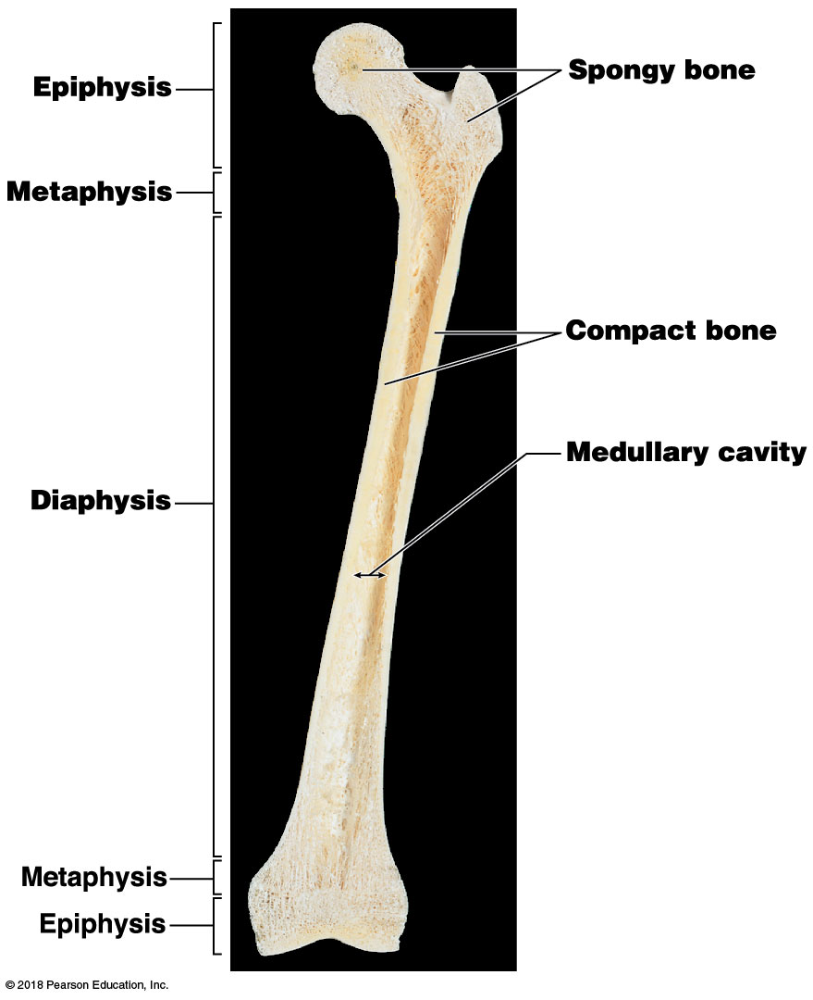 Epiphysis
Spongy bone
Metaphysis
Compact bone
Medullary cavity
Diaphysis
Metaphysis
Epiphysis
© 2018 Pearson Education, Inc.